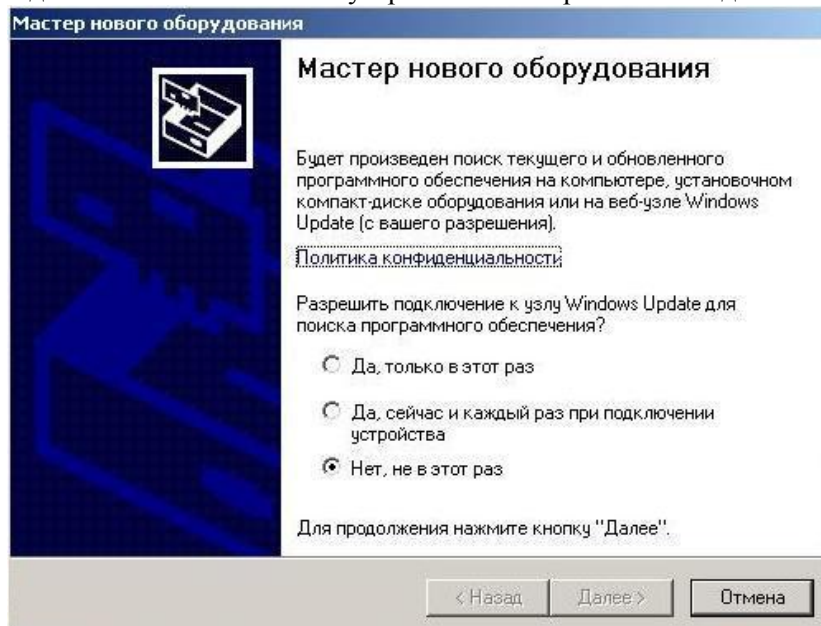 Мастер нового оборудования
Мастер нового оборудования
Будет произведен поиск текущего и обновленного
программного обеспечения на компьютере, установочном
компакт-диске оборудования или на веб-узле Windows
Update (с вашего разрешения).
Политика конфиденциальности
Разрешить подключение к узлу Windows Update для
поиска программного обеспечения?
Да, только в этот раз
Да, сейчас и каждый раз при подключении
устройства
Нет, не в этот раз
Для продолжения нажмите кнопку "Далее".
< Назад
Далее >
Отмена